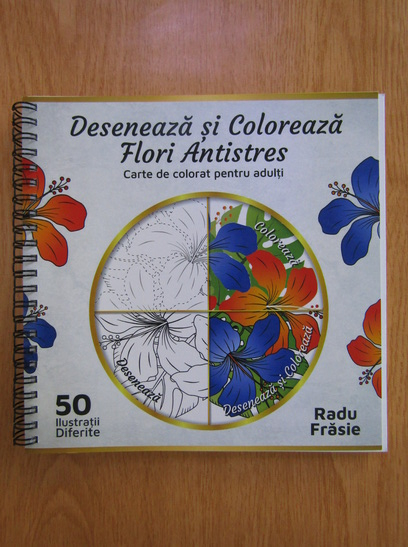 Desenează și Colorează
Flori Antistres
Carte de colorat pentru adulți
Colorează
Desenează
Desenează și Colorează
50
Ilustrații
Diferite
Radu
Frăsie